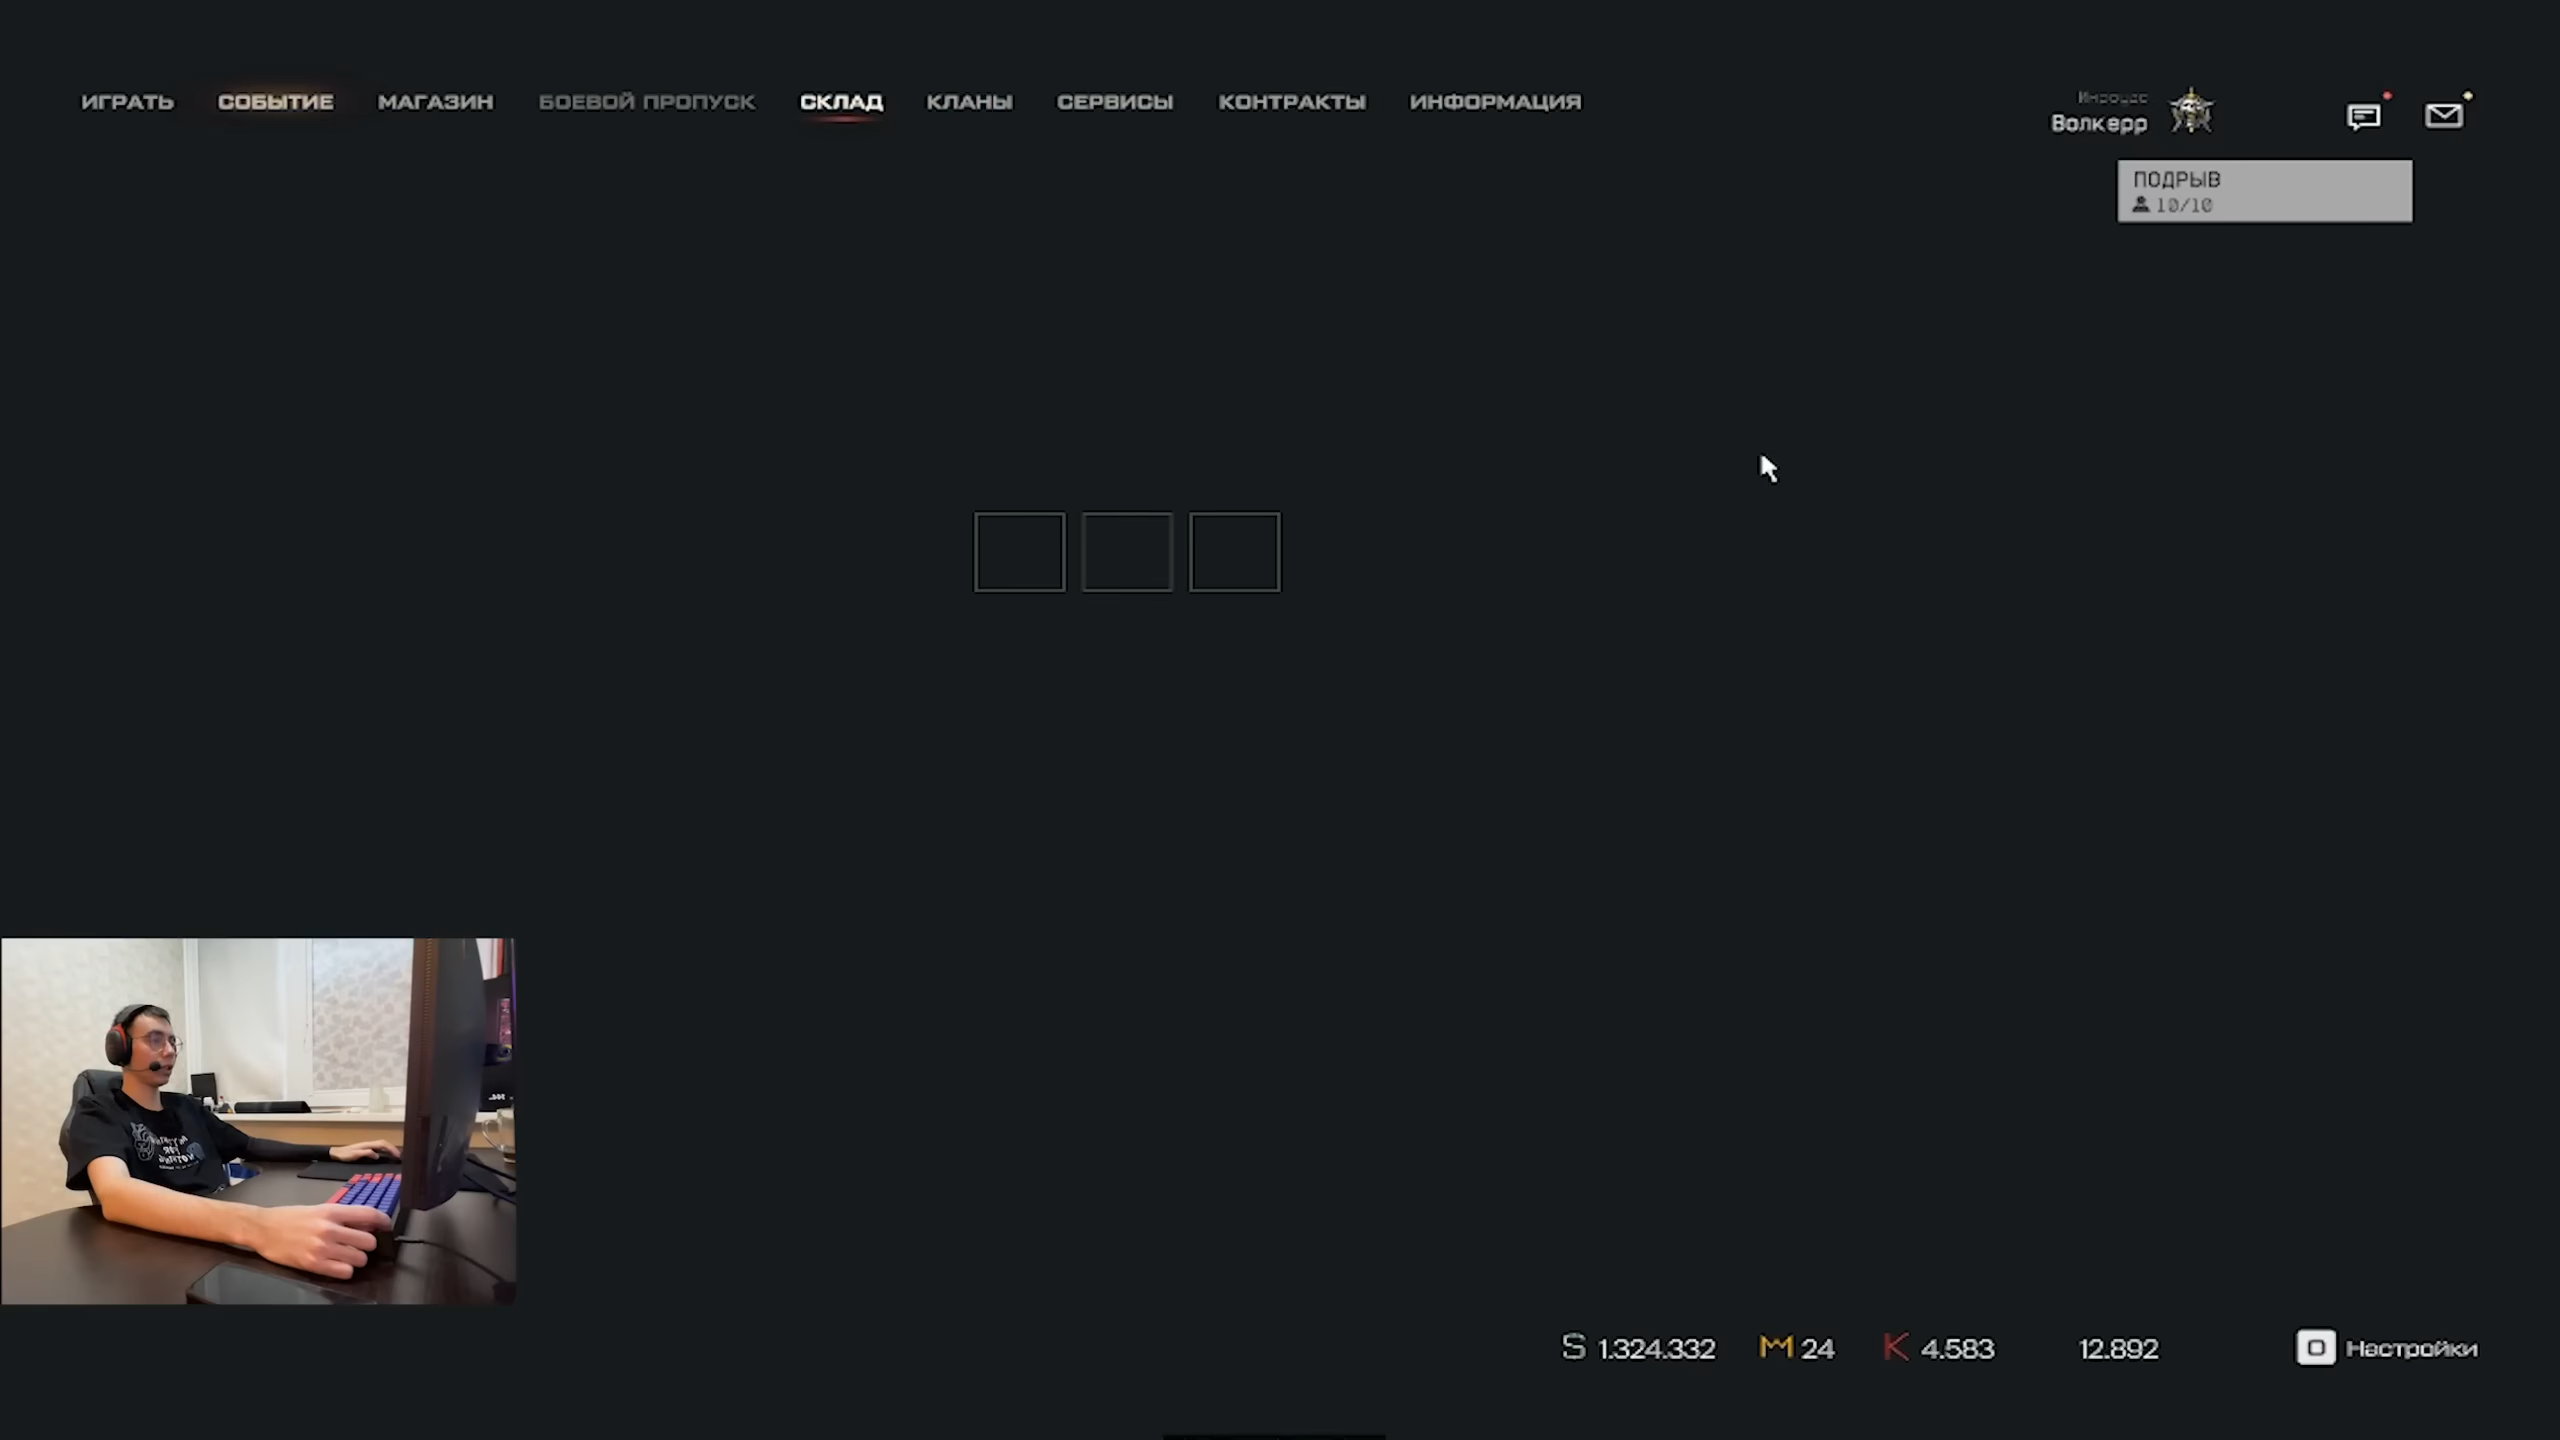 ИГРАТЬ СОБЫТИЕ МАГАЗИН БОЕВОЙ ПРОПУСК СКЛАД КЛАНЫ СЕРВИСЫ КОНТРАКТЫ ИНФОРМАЦИЯ
Волкерр
ПОДРЫВ
10/10
S 1.324.332 M 24 K 4.583 12.892 O Настройки